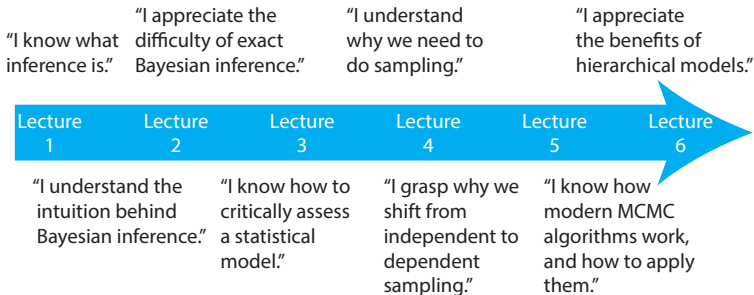 “I know what
inference is.”
“I appreciate the
difficulty of exact
Bayesian inference.”
“I understand
why we need to
do sampling.”
“I appreciate
the benefits of
hierarchical models.”
Lecture
1
Lecture
2
Lecture
3
Lecture
4
Lecture
5
Lecture
6
“I understand the
intuition behind
Bayesian inference.”
“I know how to
critically assess
a statistical
model.”
“I grasp why we
shift from
independent to
dependent
sampling.”
“I know how
modern MCMC
algorithms work,
and how to apply
them.”